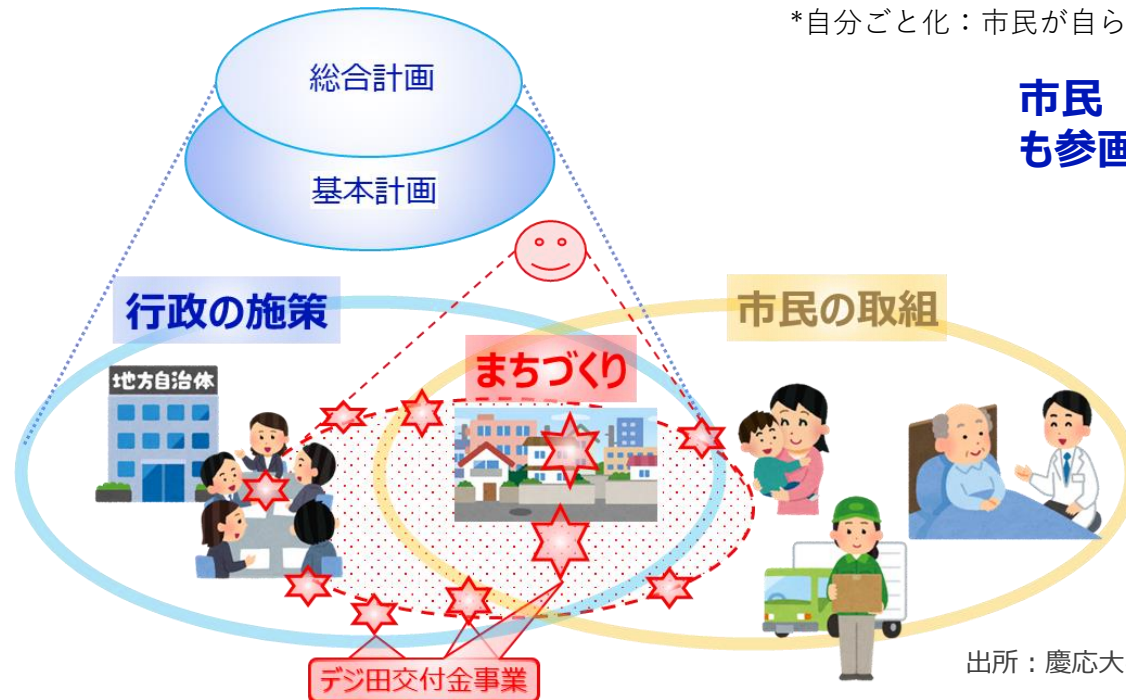 *自分ごと化：市民が自ら
総合計画
市民
も参画
基本計画
行政の施策
市民の取組
まちづくり
地方自治体
デジ田交付金事業
出所：慶応大